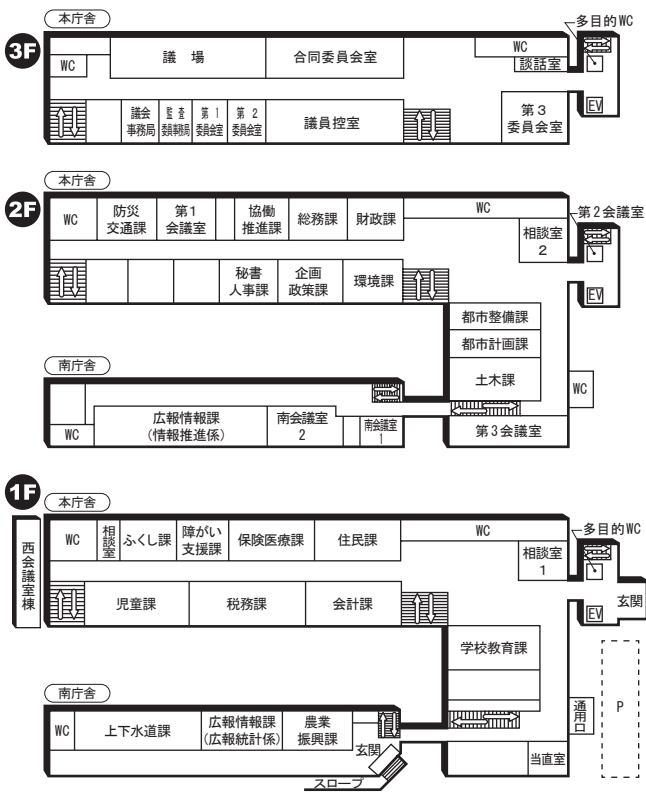 本庁舎
3F
多目的WC
WC
議 場
合同委員会室
WC
談話室
議会
事務局
監 査
委員事務局
第 1
委員会室
第 2
委員会室
議員控室
第３
委員会室
EV
本庁舎
2F
WC
防災
交通課
第１
会議室
協働
推進課
総務課
財政課
WC
第２会議室
相談室
2
秘書
人事課
企画
政策課
環境課
EV
都市整備課
都市計画課
土木課
WC
南庁舎
WC
広報情報課
(情報推進係)
南会議室
2
南会議室
1
第３会議室
1F
本庁舎
西会議室棟
WC
相談室
ふくし課
障がい
支援課
保険医療課
住民課
WC
多目的WC
相談室
1
児童課
税務課
会計課
EV
玄関
学校教育課
南庁舎
WC
上下水道課
広報情報課
(広報統計係)
農業
振興課
玄関
スロープ
通用口
P
当直室